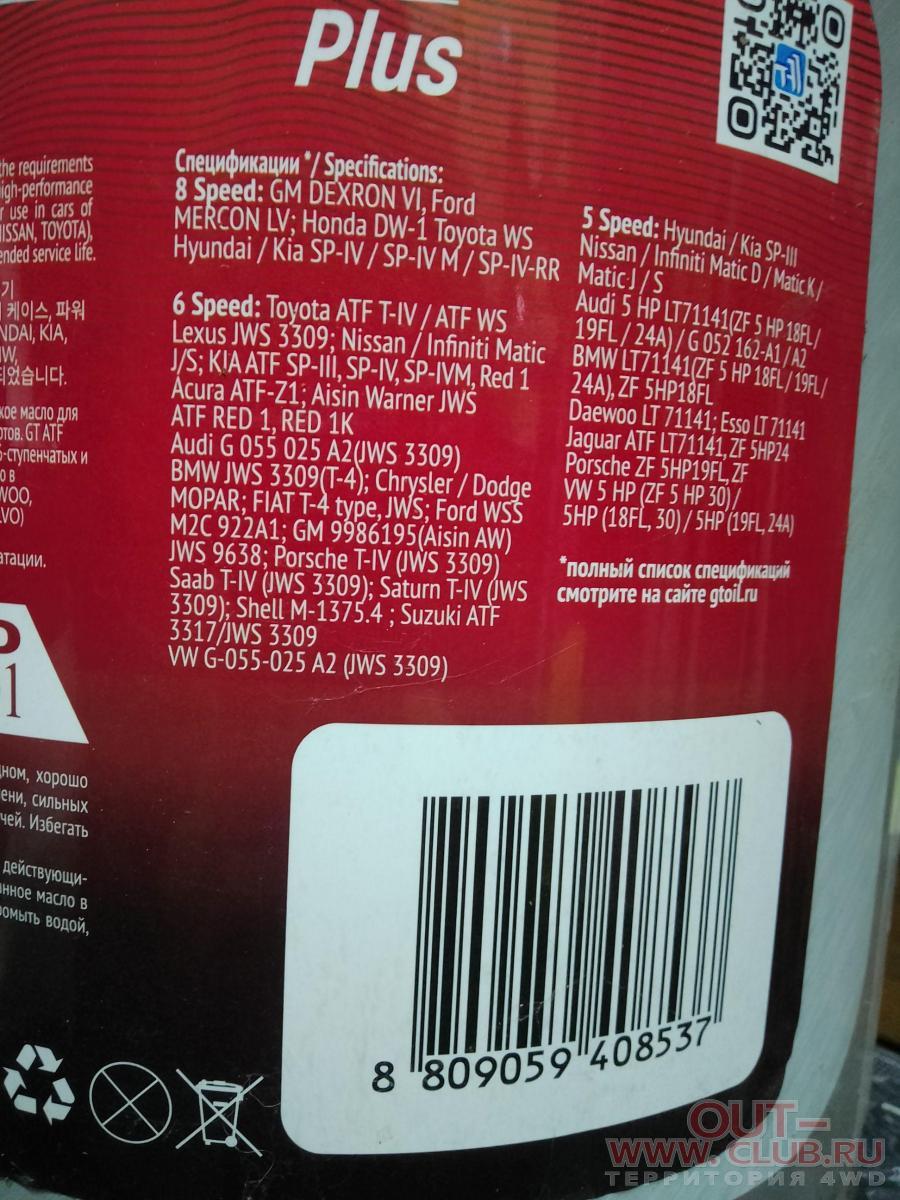 Plus
the requirements
high-performance
r use in cars of
NISSAN, TOYOTA),
ended service life.
기
케이스, 파워
NDAI, KIA,
되었습니다.
кое масло для
GT ATF
6-ступенчатых и
о в
WOO,
LVO)
атации.
P
1
дном, хорошо
ени, сильных
чей. Избегать
действующи-
нное масло в
ромыть водой,
Спецификации */ Specifications:
8 Speed: GM DEXRON VI, Ford
MERCON LV; Honda DW-1 Toyota WS
Hyundai / Kia SP-IV / SP-IV M / SP-IV-RR
6 Speed: Toyota ATF T-IV / ATF WS
Lexus JWS 3309; Nissan / Infiniti Matic
J/S; KIA ATF SP-III, SP-IV, SP-IVM, Red 1
Acura ATF-Z1; Aisin Warner JWS
ATF RED 1, RED 1K
Audi G 055 025 A2(JWS 3309)
BMW JWS 3309(T-4); Chrysler / Dodge
MOPAR; FIAT T-4 type, JWS; Ford WSS
M2C 922A1; GM 9986195(Aisin AW)
JWS 9638; Porsche T-IV (JWS 3309)
Saab T-IV (JWS 3309); Saturn T-IV (JWS
3309); Shell M-1375.4 ; Suzuki ATF
3317/JWS 3309
VW G-055-025 A2 (JWS 3309)
5 Speed: Hyundai / Kia SP-III
Nissan / Infiniti Matic D / Matic K /
Matic J / S
Audi 5 HP LT71141(ZF 5 HP 18FL /
19FL / 24A) / G 052 162-A1 / A2
BMW LT71141(ZF 5 HP 18FL / 19FL /
24A), ZF 5HP18FL
Daewoo LT 71141; Esso LT 71141
Jaguar ATF LT71141, ZF 5HP24
Porsche ZF 5HP19FL, ZF
VW 5 HP (ZF 5 HP 30) /
5HP (18FL, 30) / 5HP (19FL, 24A)
*полный список спецификаций
смотрите на сайте gtoil.ru
8 809059 408537
OUT-
WWW.CLUB.RU
ТЕРРИТОРИЯ 4WD